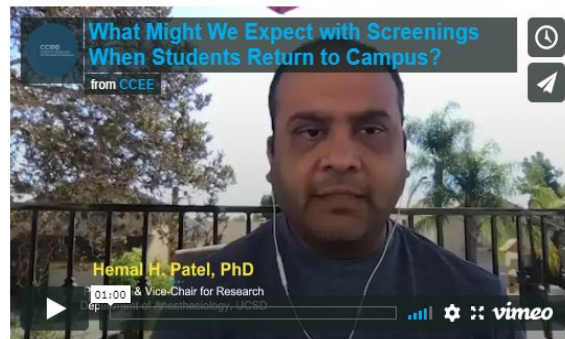 ccee
What Might We Expect with Screenings
When Students Return to Campus?
from CCEE
Hemal H. Patel, PhD
& Vice-Chair for Research
Department of Anesthesiology, UCSD
01:00
vimeo